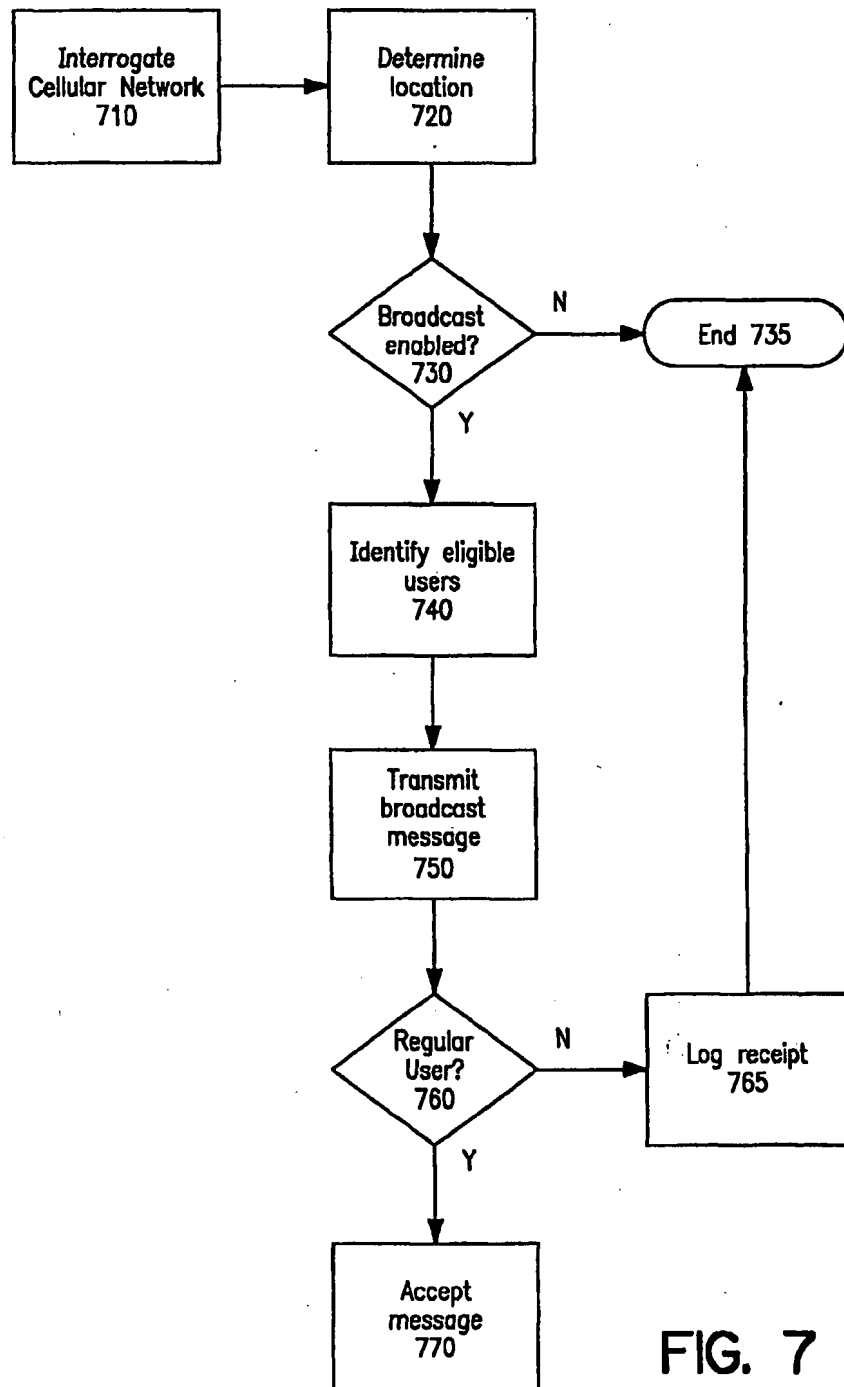 Interrogate
Cellular Network
710
Determine
location
720
Broadcast
enabled?
730
N
End 735
Y
Identify eligible
users
740
Transmit
broadcast
message
750
Regular
User?
760
N
Log receipt
765
Y
Accept
message
770
FIG. 7